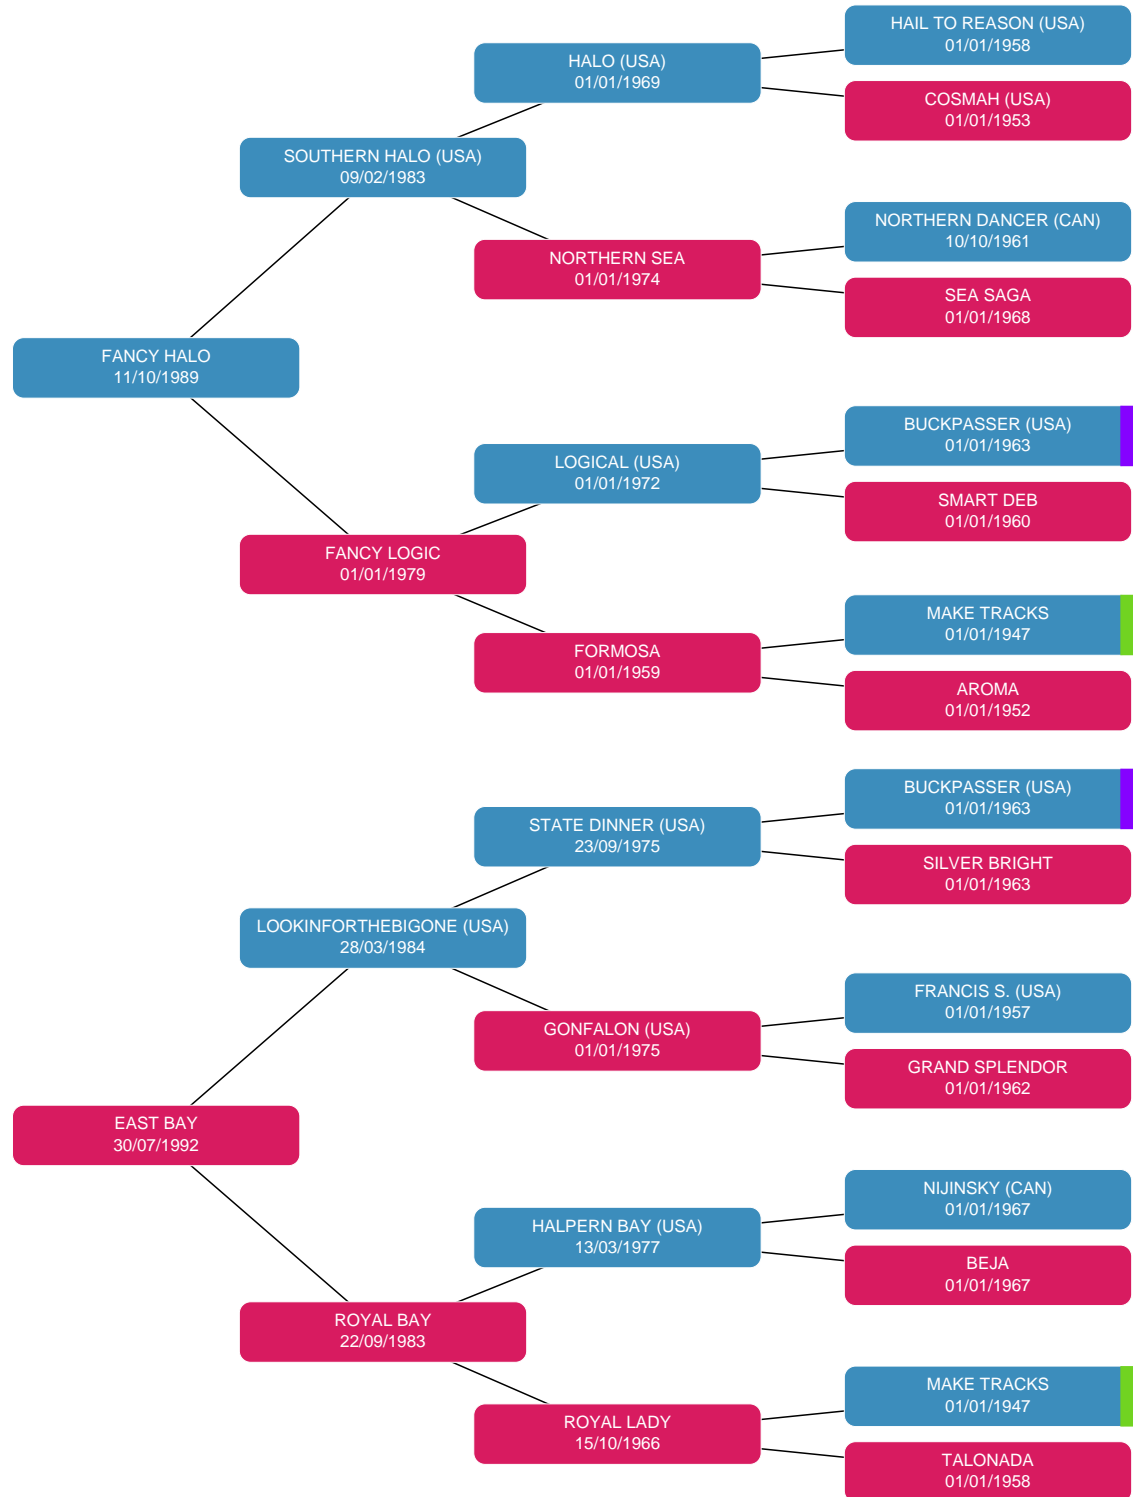 HAIL TO REASON (USA)
01/01/1958
HALO (USA)
01/01/1969
COSMAH (USA)
01/01/1953
SOUTHERN HALO (USA)
09/02/1983
NORTHERN DANCER (CAN)
10/10/1961
NORTHERN SEA
01/01/1974
SEA SAGA
01/01/1968
FANCY HALO
11/10/1989
BUCKPASSER (USA)
01/01/1963
LOGICAL (USA)
01/01/1972
SMART DEB
01/01/1960
FANCY LOGIC
01/01/1979
MAKE TRACKS
01/01/1947
FORMOSA
01/01/1959
AROMA
01/01/1952
BUCKPASSER (USA)
01/01/1963
STATE DINNER (USA)
23/09/1975
SILVER BRIGHT
01/01/1963
LOOKINFORTHEBIGONE (USA)
28/03/1984
FRANCIS S. (USA)
01/01/1957
GONFALON (USA)
01/01/1975
GRAND SPLENDOR
01/01/1962
EAST BAY
30/07/1992
NIJINSKY (CAN)
01/01/1967
HALPERN BAY (USA)
13/03/1977
BEJA
01/01/1967
ROYAL BAY
22/09/1983
MAKE TRACKS
01/01/1947
ROYAL LADY
15/10/1966
TALONADA
01/01/1958